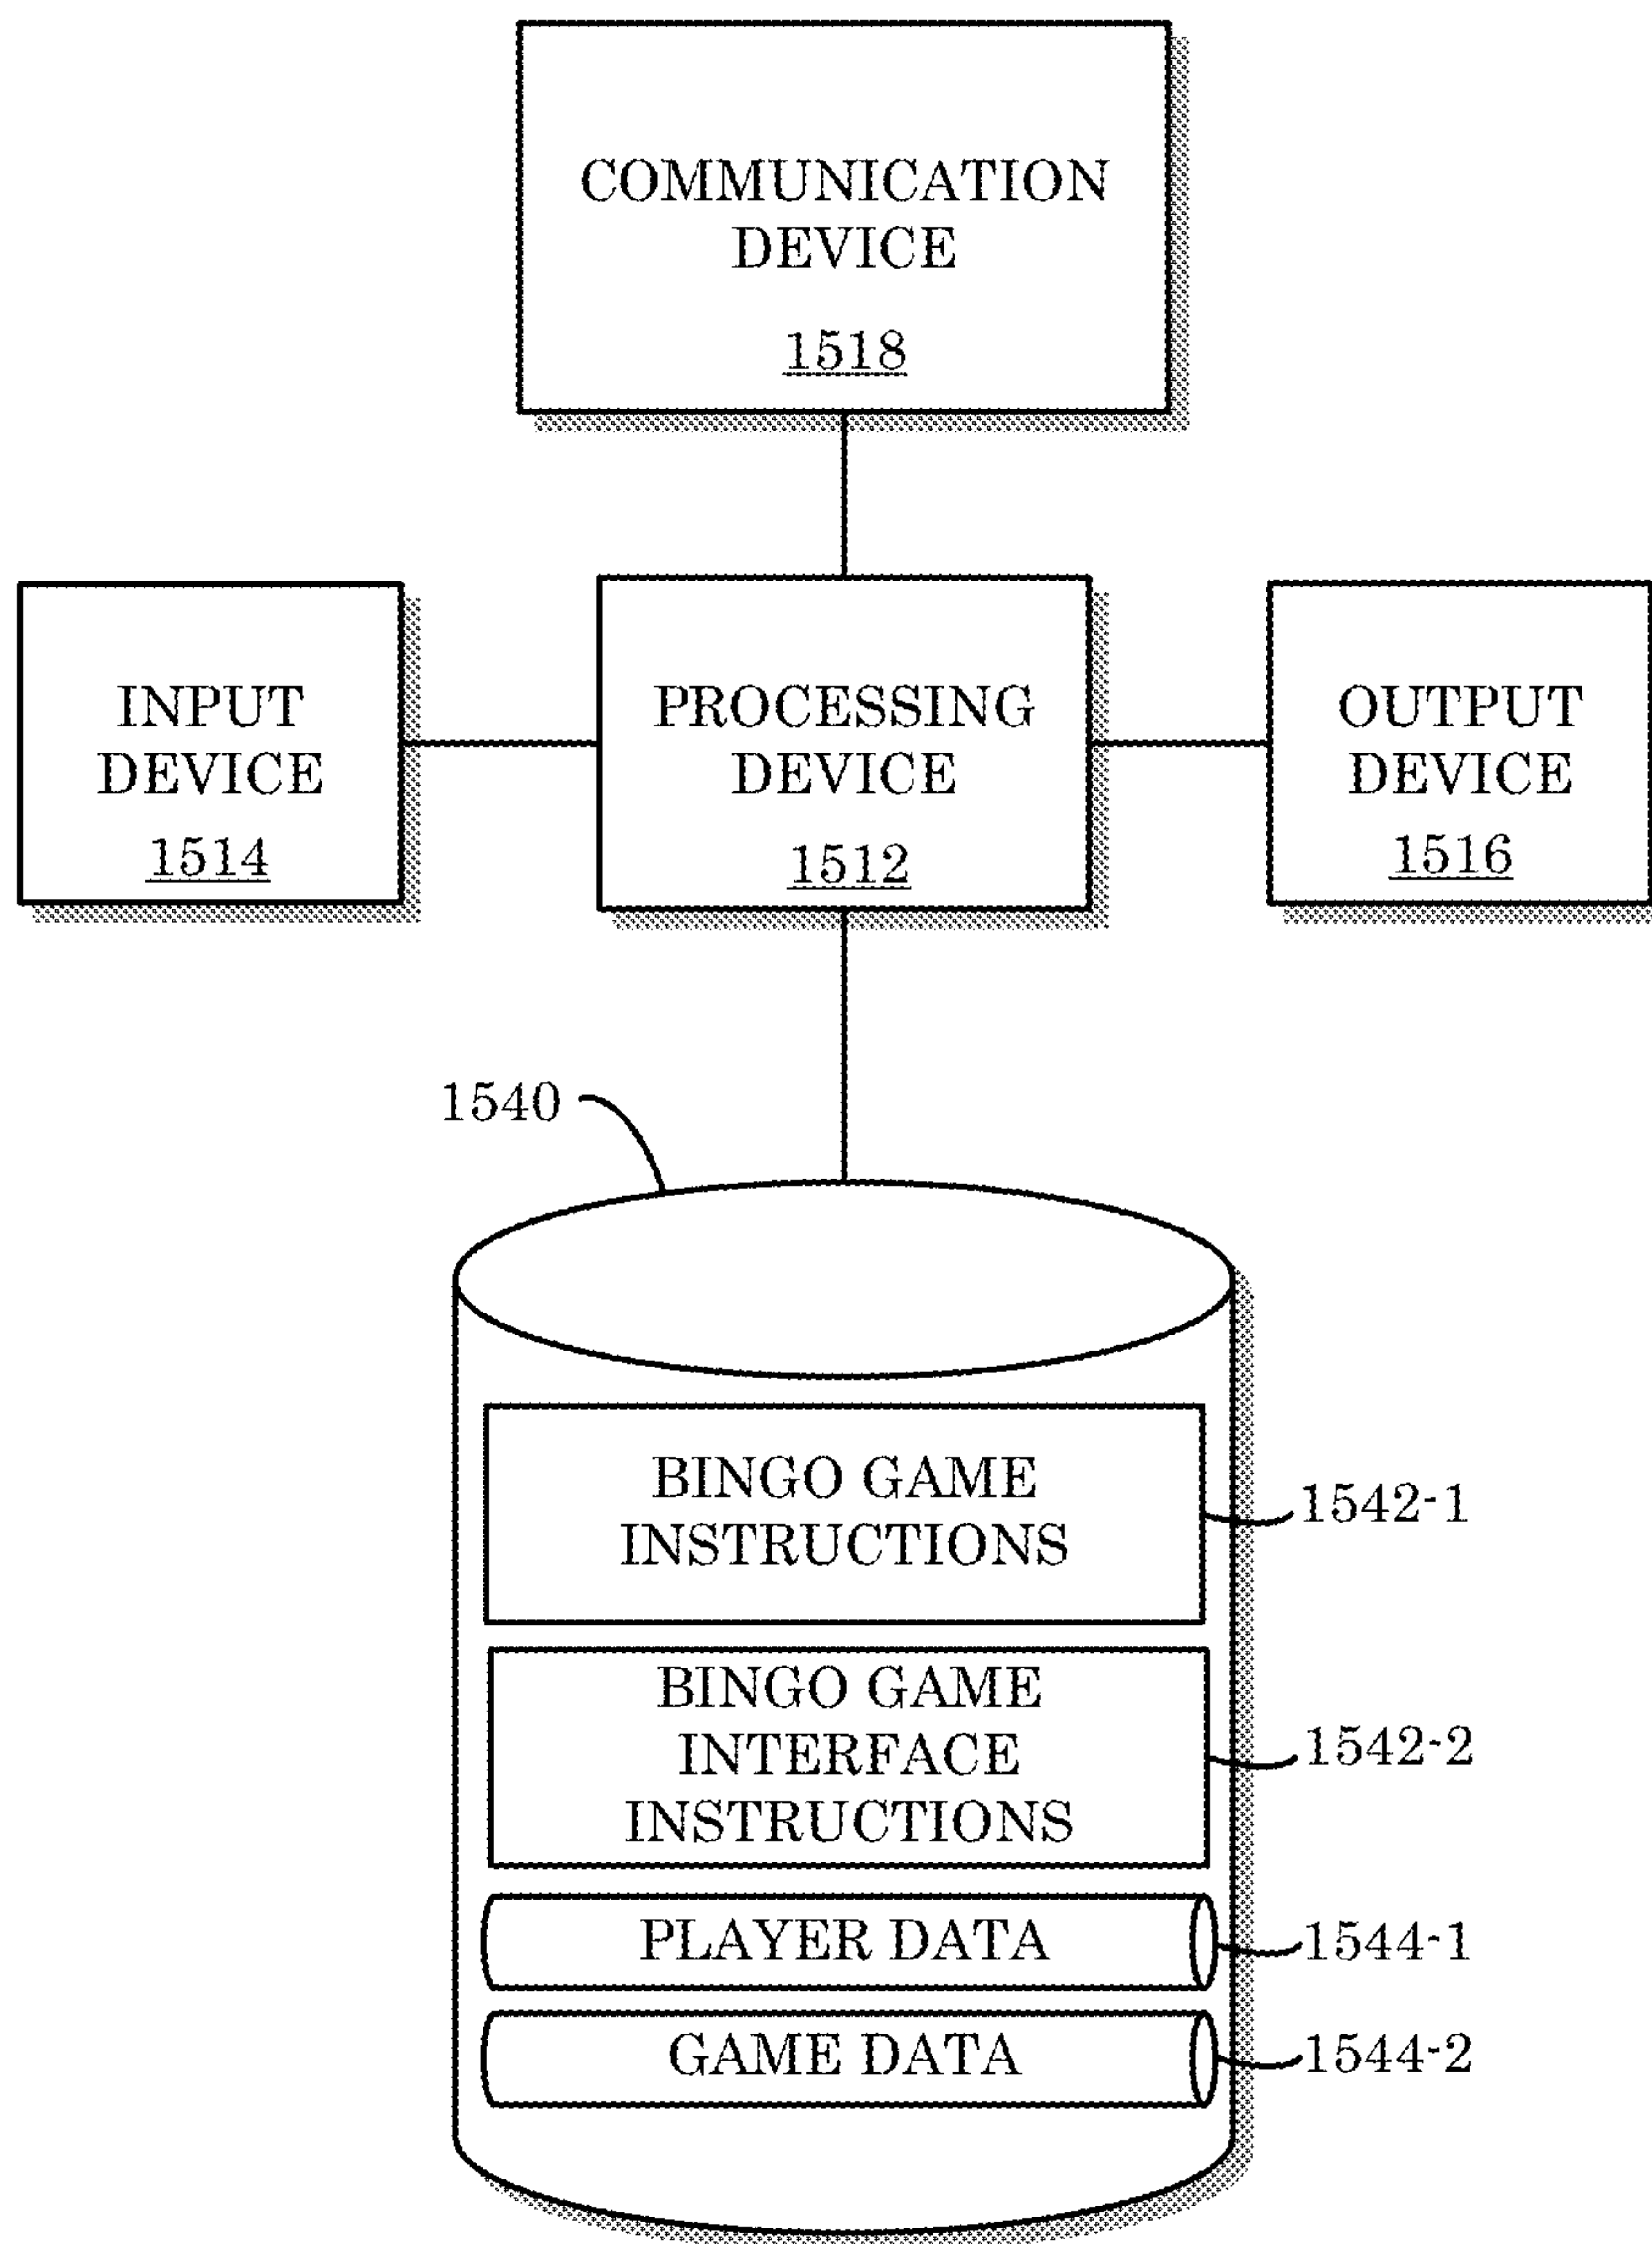 COMMUNICATION
DEVICE
1518
INPUT
DEVICE
1514
PROCESSING
DEVICE
1512
OUTPUT
DEVICE
1516
1540
BINGO GAME
INSTRUCTIONS
1542-1
BINGO GAME
INTERFACE
INSTRUCTIONS
1542-2
PLAYER DATA
1544-1
GAME DATA
1544-2